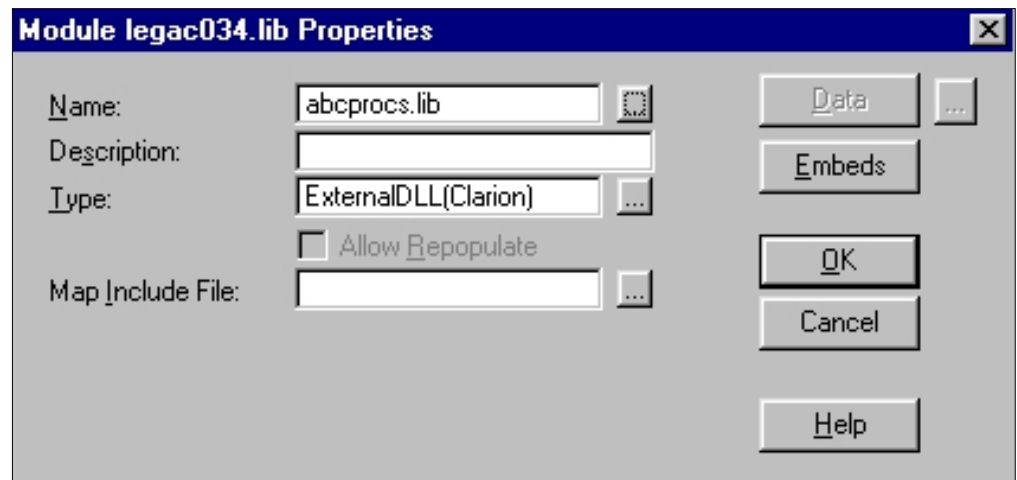 Module legac034.lib Properties
Name: abcprocs.lib
Data ...
Description:
Embeds
Type: ExternalDLL(Clarion) ...
Allow Repopulate
OK
Map Include File: ...
Cancel
Help